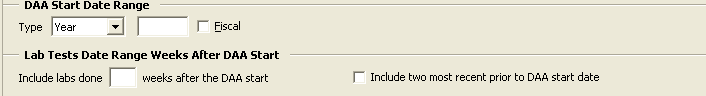 DAA Start Date Range
Type Year Fiscal
Lab Tests Date Range Weeks After DAA Start
Include labs done weeks after the DAA start Include two most recent prior to DAA start date